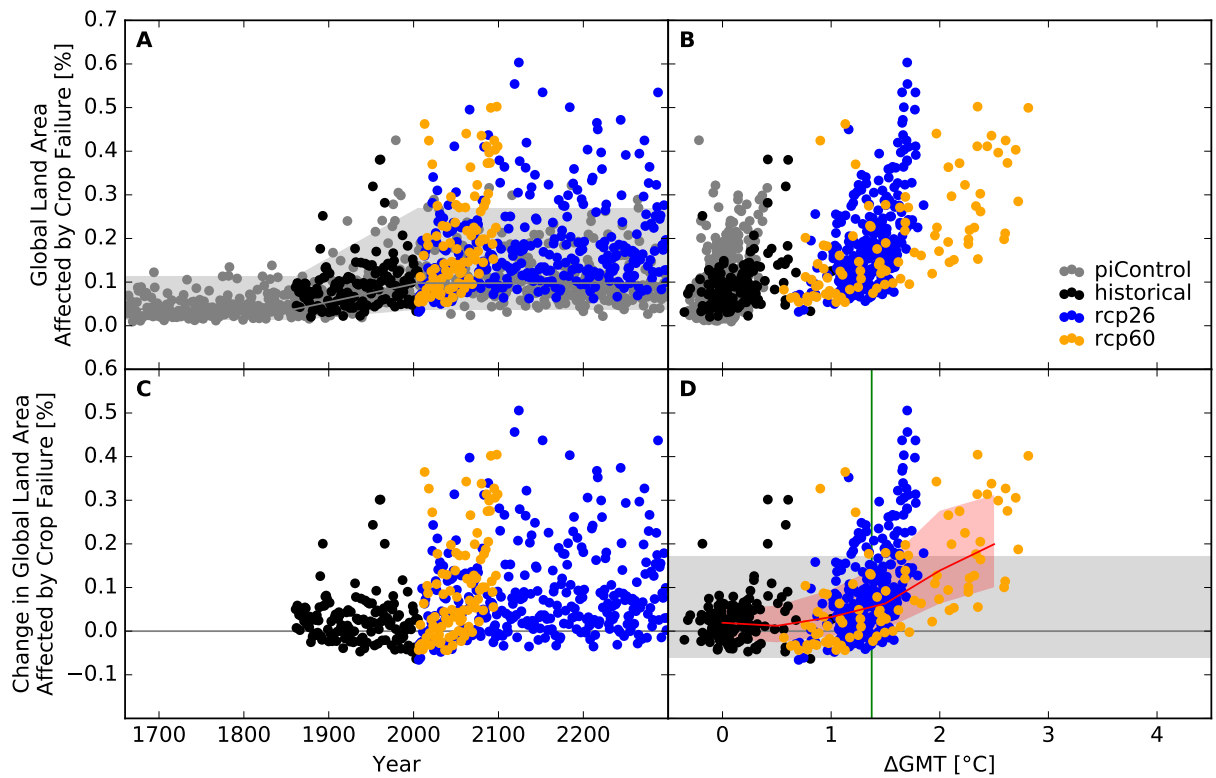 0.7
0.6
0.5
0.4
0.3
0.2
0.1
0.0
Global Land Area
Affected by Crop Failure [%]
A
B
piControl
historical
rcp26
rcp60
0.6
0.5
0.4
0.3
0.2
0.1
0.0
−0.1
Change in Global Land Area
Affected by Crop Failure [%]
C
D
1700 1800 1900 2000 2100 2200
Year
0 1 2 3 4
ΔGMT [°C]